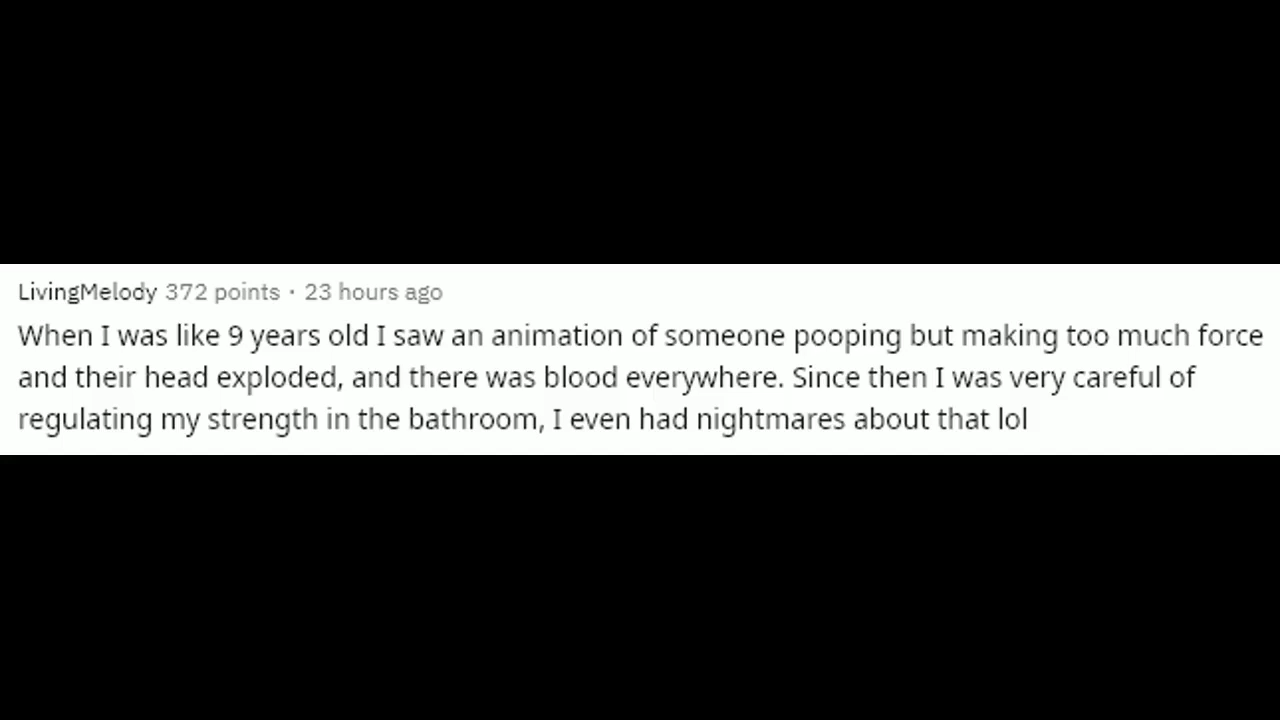 LivingMelody 372 points · 23 hours ago
When I was like 9 years old I saw an animation of someone pooping but making too much force
and their head exploded, and there was blood everywhere. Since then I was very careful of
regulating my strength in the bathroom, I even had nightmares about that lol